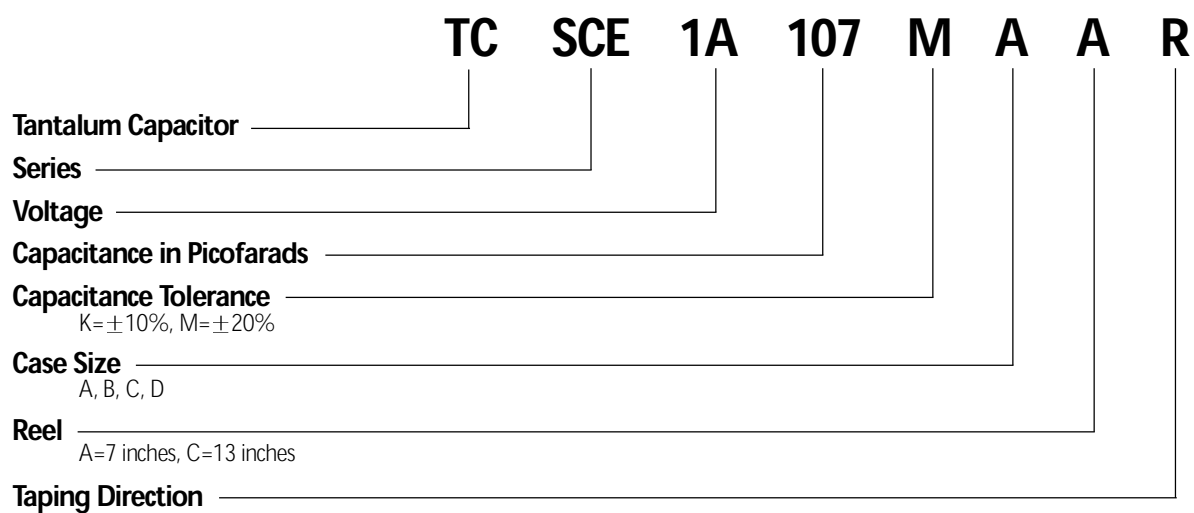 TC SCE 1A 107 M A A R
Tantalum Capacitor
Series
Voltage
Capacitance in Picofarads
Capacitance Tolerance
K=±10%, M=±20%
Case Size
A, B, C, D
Reel
A=7 inches, C=13 inches
Taping Direction